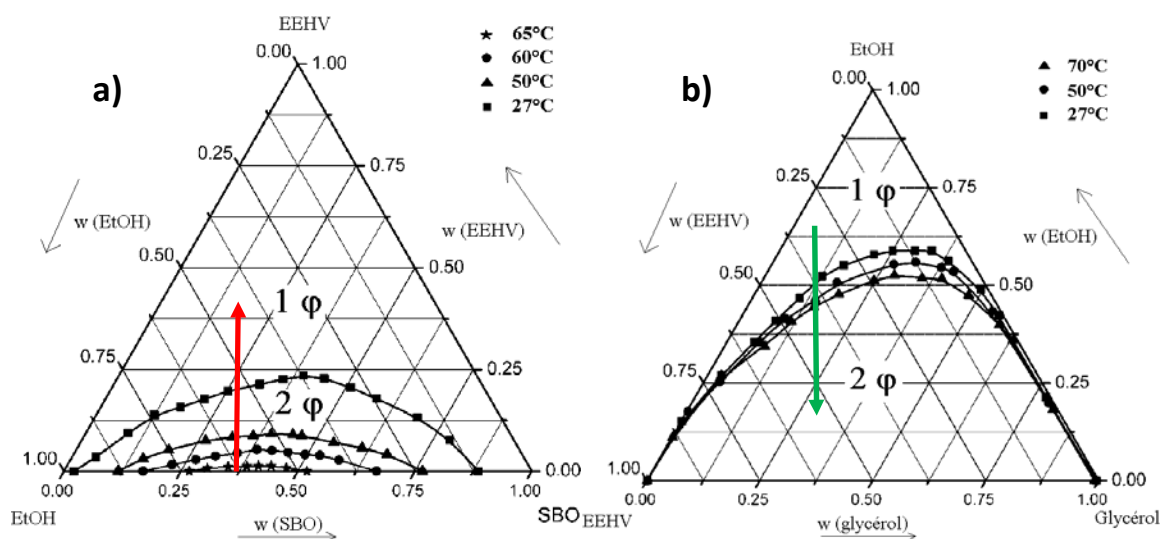 a)
EEHV
0.00
1.00
★ 65°C
● 60°C
▲ 50°C
■ 27°C
0.25
0.75
w (EtOH)
w (EEHV)
0.50
0.50
1 φ
0.75
0.25
2 φ
1.00
0.00
0.00
0.25
0.50
0.75
1.00
EtOH
w (SBO)
SBO
b)
EtOH
0.00
1.00
▲ 70°C
● 50°C
■ 27°C
0.25
0.75
1 φ
w (EEHV)
w (EtOH)
0.50
0.50
2 φ
0.75
0.25
1.00
0.00
0.00
0.25
0.50
0.75
1.00
EEHV
w (glycérol)
Glycérol